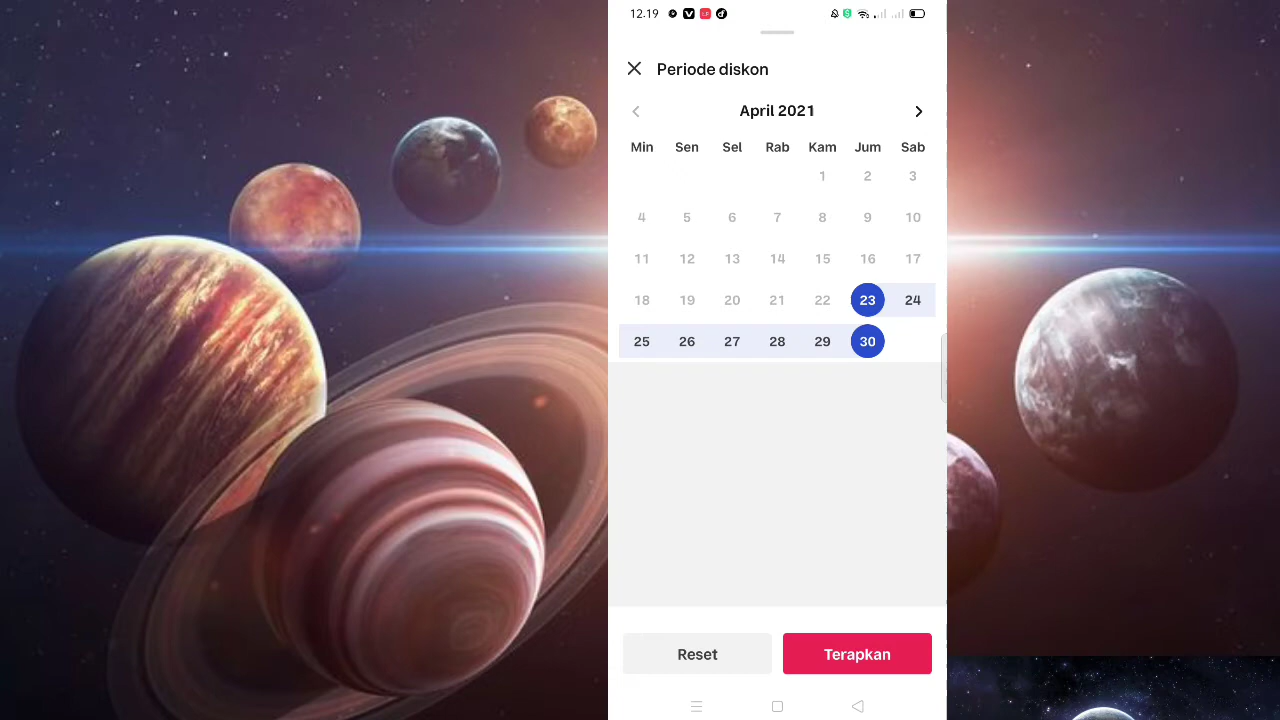 12.19
Periode diskon
April 2021
Min Sen Sel Rab Kam Jum Sab
1 2 3
4 5 6 7 8 9 10
11 12 13 14 15 16 17
18 19 20 21 22 23 24
25 26 27 28 29 30
Reset Terapkan